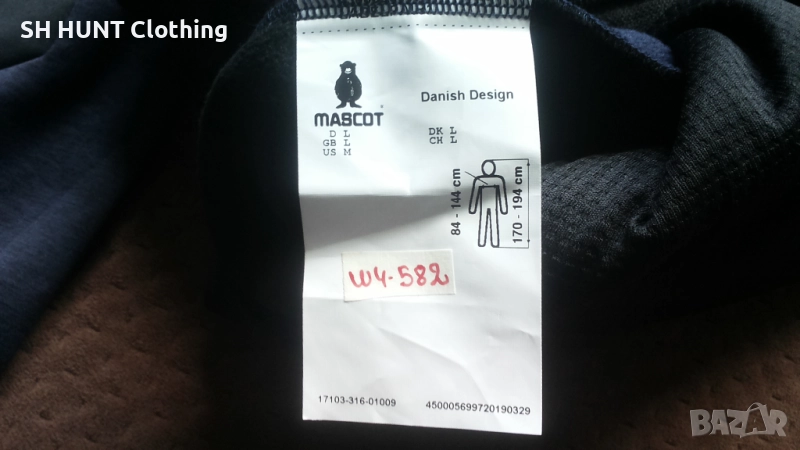 SH HUNT Clothing
MASCOT®
Danish Design
D L
GB L
US M
DK L
CH L
84 - 144 cm
170 - 194 cm
w4-582
17103-316-01009
450005699720190329
BAZAR